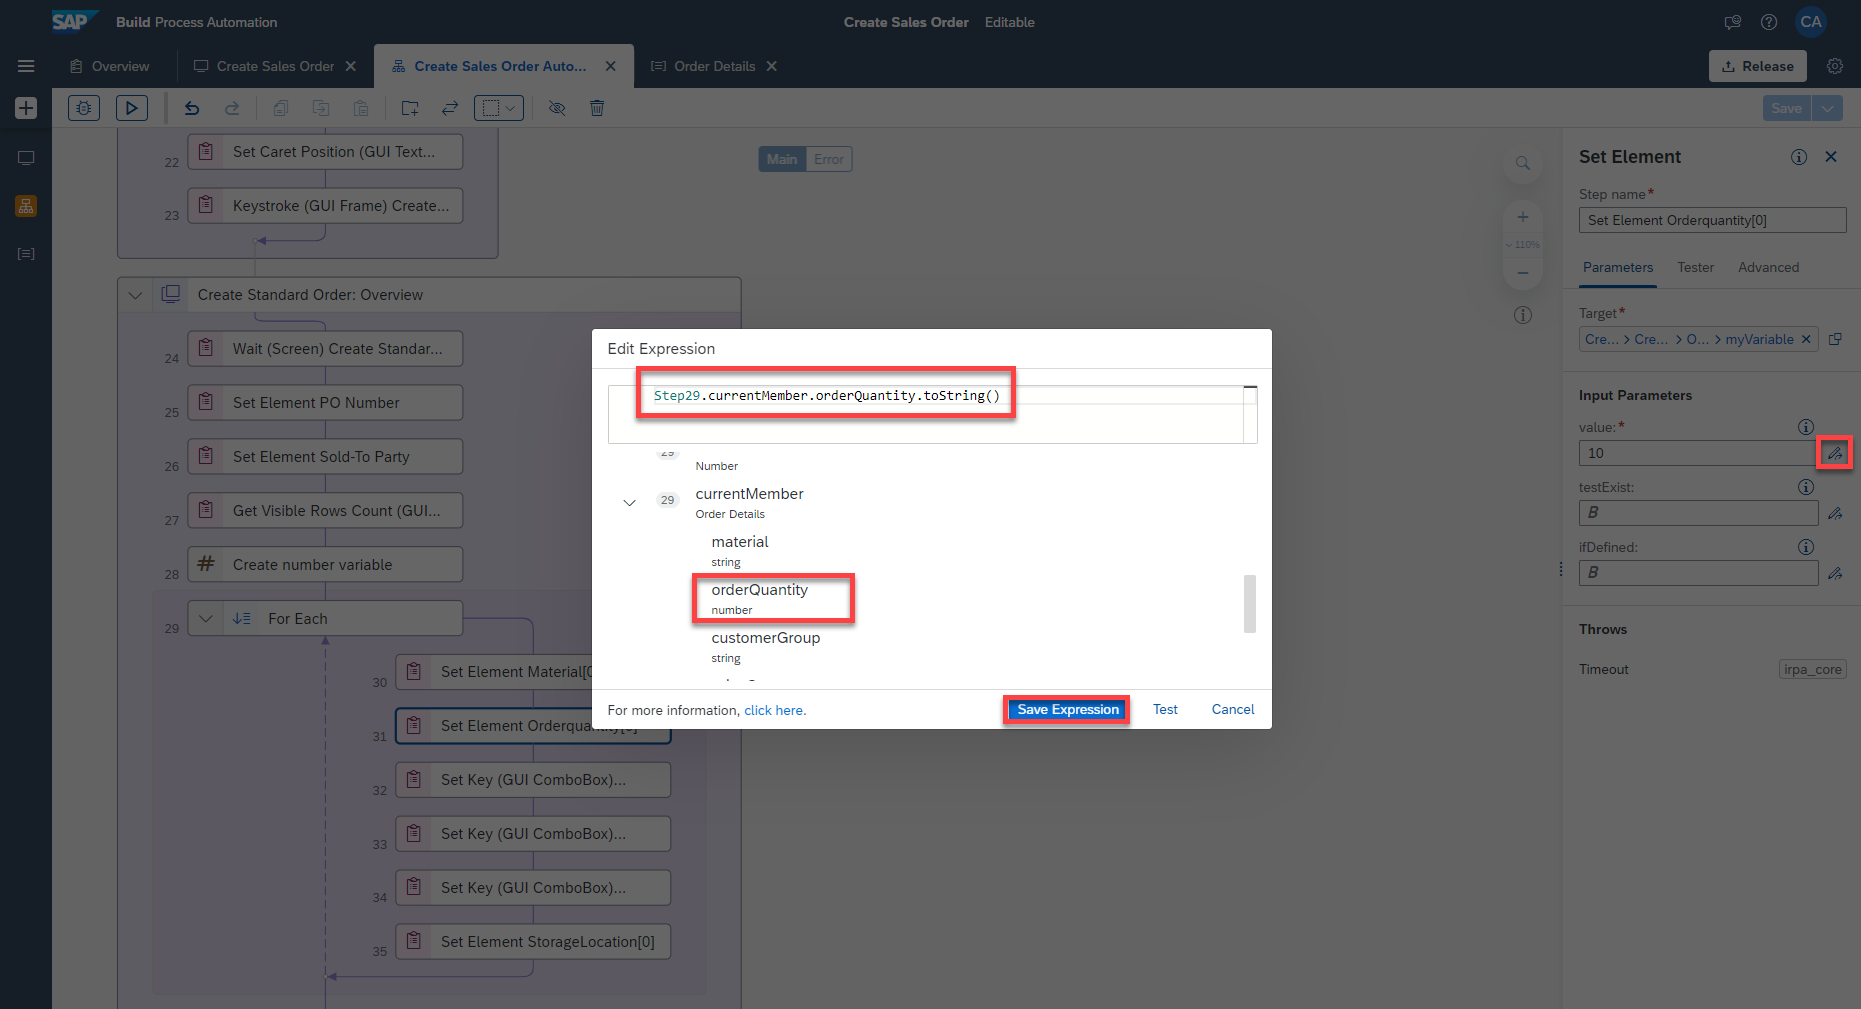 SAP Build Process Automation
Create Sales Order Editable
CA
Overview
Create Sales Order
Create Sales Order Auto...
Order Details
Release
Save
22 Set Caret Position (GUI Text...
23 Keystroke (GUI Frame) Create...
Main Error
110%
Create Standard Order: Overview
24 Wait (Screen) Create Standar...
25 Set Element PO Number
26 Set Element Sold-To Party
27 Get Visible Rows Count (GUI...
28 # Create number variable
29 For Each
30 Set Element Material[0
31 Set Element Orderquantity[0]
32 Set Key (GUI ComboBox)...
33 Set Key (GUI ComboBox)...
34 Set Key (GUI ComboBox)...
35 Set Element StorageLocation[0]
Edit Expression
Step29.currentMember.orderQuantity.toString()
29
Number
29 currentMember
Order Details
material
string
orderQuantity
number
customerGroup
string
For more information, click here.
Save Expression Test Cancel
Set Element
Step name*
Set Element Orderquantity[0]
Parameters Tester Advanced
Target*
Cre... > Cre... > O... > myVariable
Input Parameters
value:*
10
testExist:
B
ifDefined:
B
Throws
Timeout irpa_core